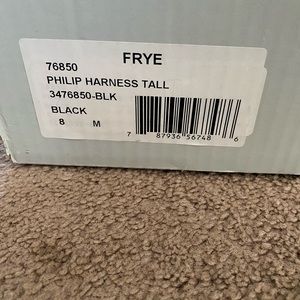 FRYE
76850
PHILIP HARNESS TALL
3476850-BLK
BLACK
8 M
7 87936 56748 6